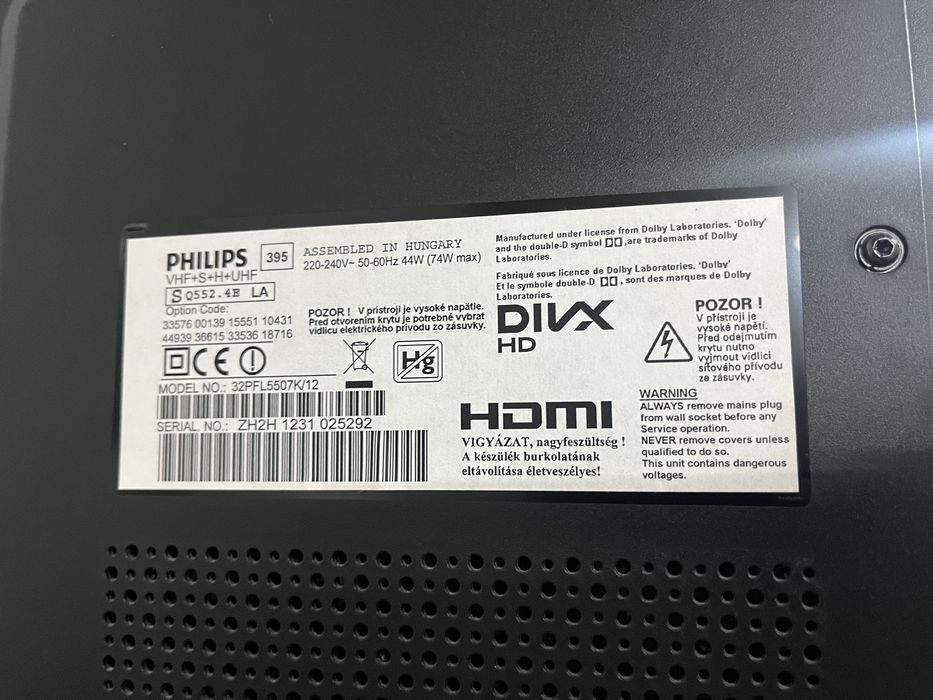 PHILIPS 395
VHF+S+H+UHF
S Q552.4E LA
Option Code:
33576 00139 15551 10431
44939 36615 33536 18716
ASSEMBLED IN HUNGARY
220-240V~ 50-60Hz 44W (74W max)
POZOR ! V prístroji je vysoké napätie.
Pred otvorením krytu je potrebné vybrat
vidlicu elektrického prívodu zo zásuvky.
CE
Hg
MODEL NO.: 32PFL5507K/12
SERIAL. NO.: ZH2H 1231 025292
Manufactured under license from Dolby Laboratories. ‘Dolby’
and the double-D symbol DD ,are trademarks of Dolby
Laboratories.
Fabriqué sous licence de Dolby Laboratories. ‘Dolby’
Et le symbole double-D DD , sont des marques de Dolby
Laboratories.
DIVX
HD
HDMI
VIGYÁZAT, nagyfeszültség !
A készülék burkolatának
eltávolítása életveszélyes!
POZOR !
V přístroji je
vysoké napětí.
Před odejmutím
krytu nutno
vyjmout vidlici
síťového přívodu
ze zásuvky.
WARNING
ALWAYS remove mains plug
from wall socket before any
Service operation.
NEVER remove covers unless
qualified to do so.
This unit contains dangerous
voltages.